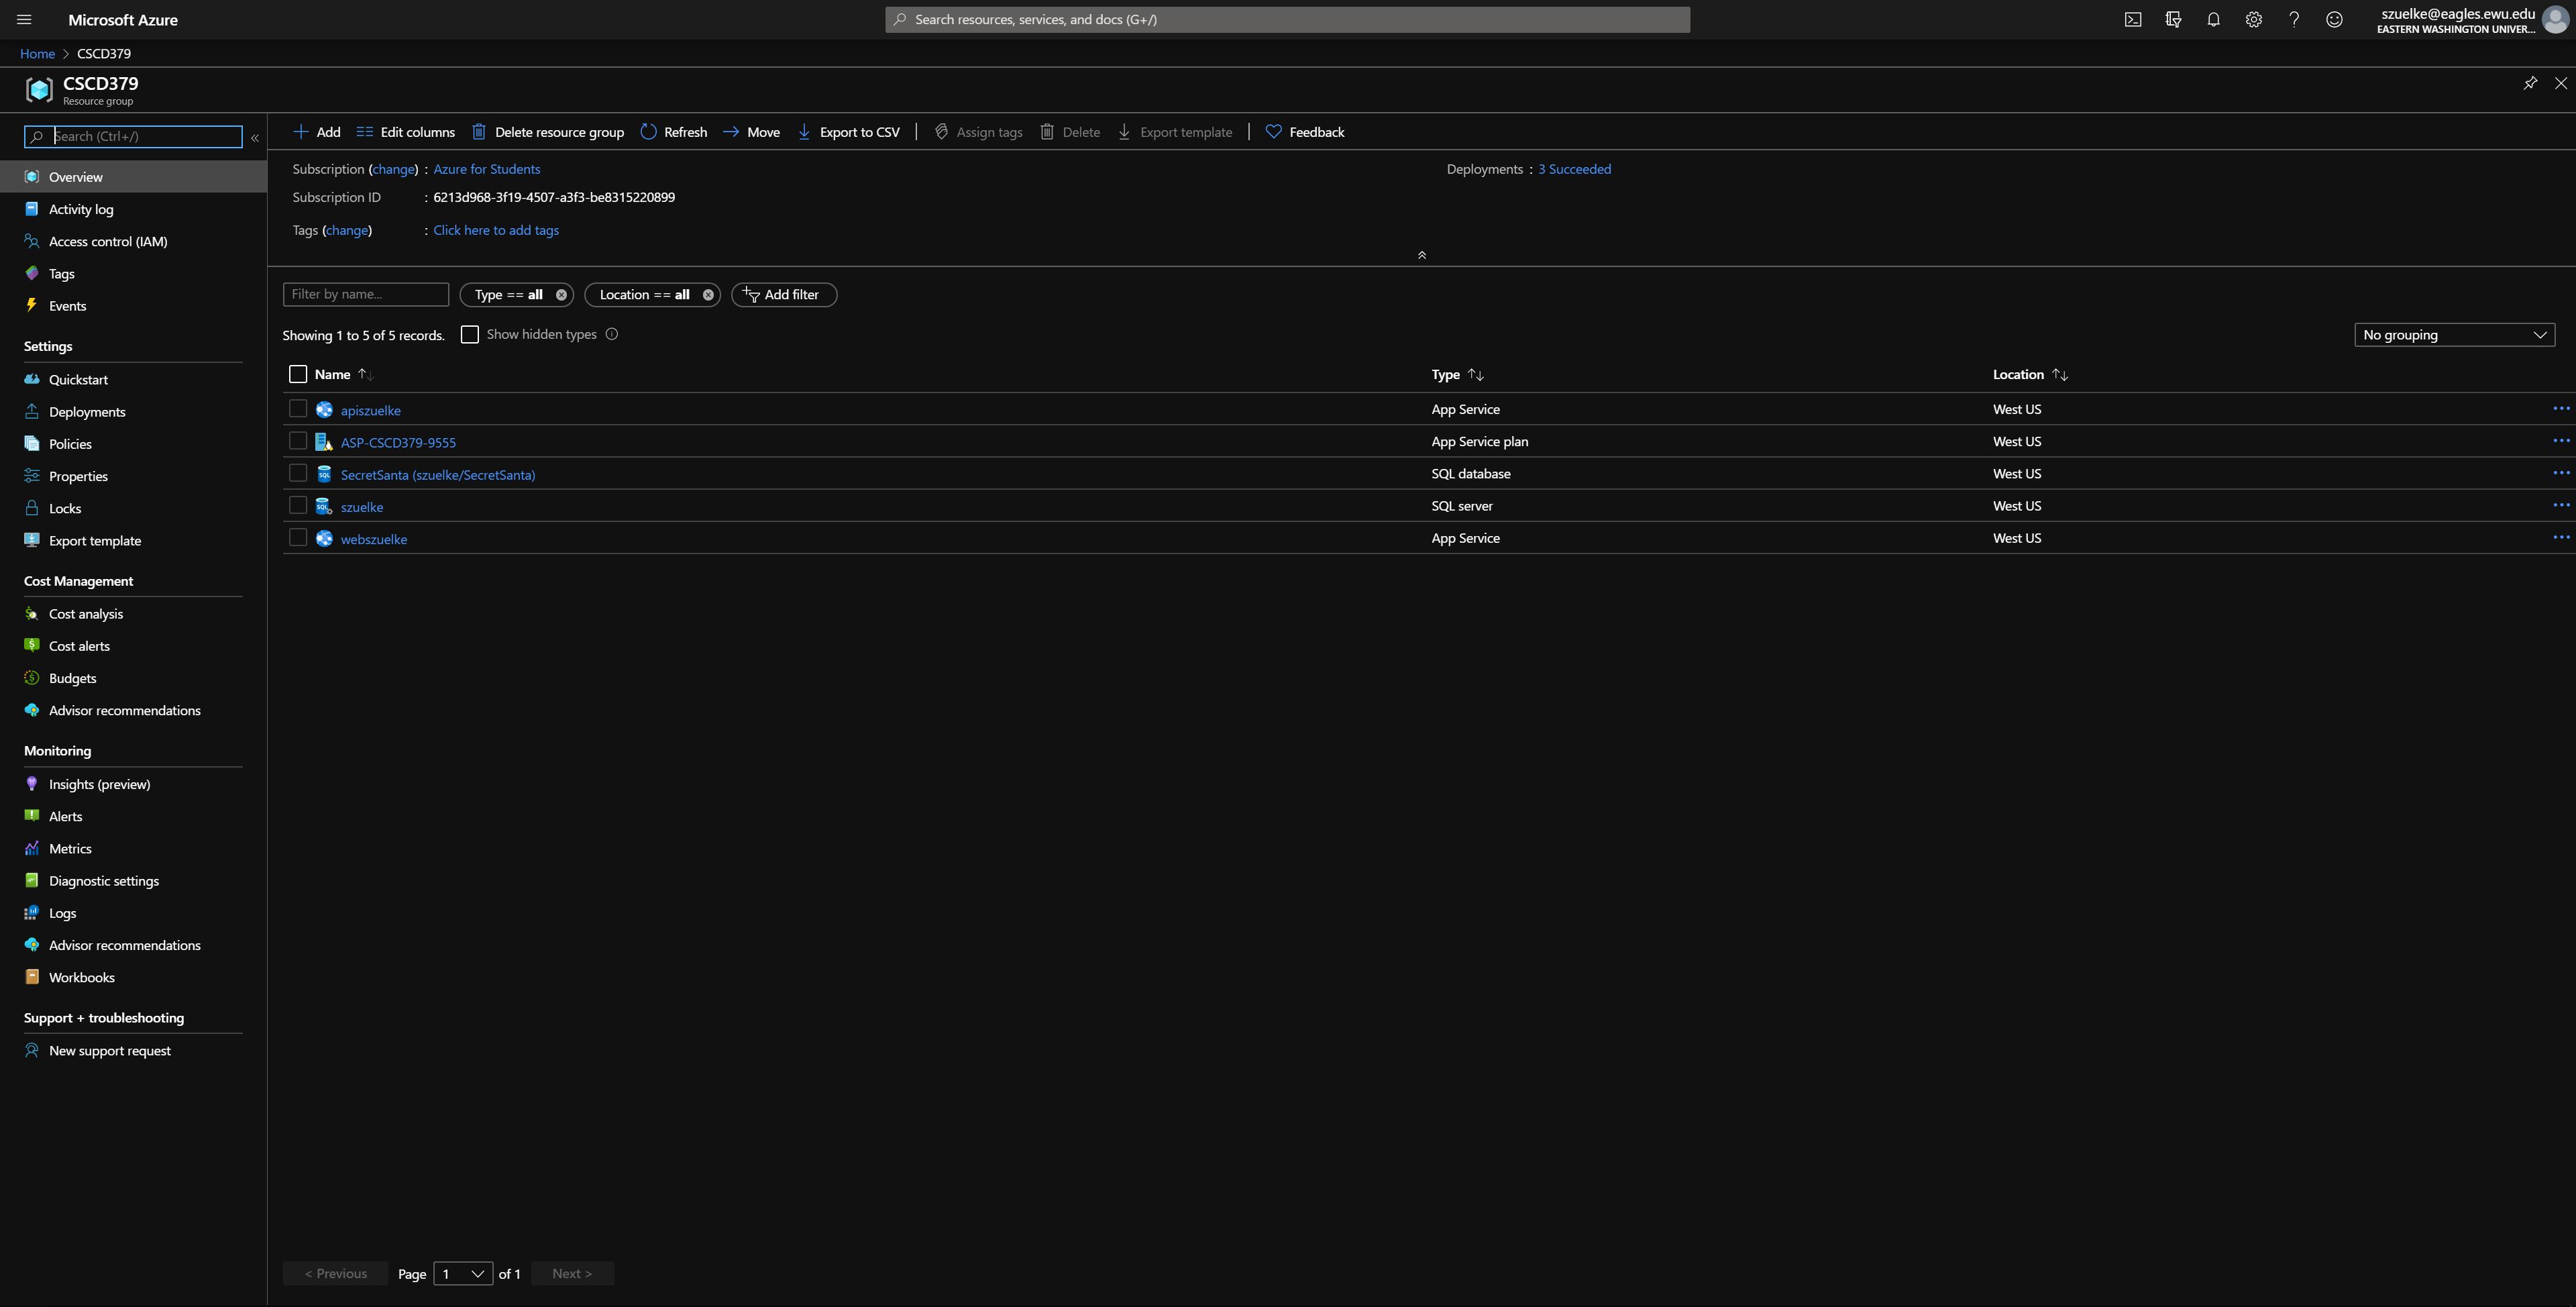 Microsoft Azure
Search resources, services, and docs (G+/)
szuelke@eagles.ewu.edu
EASTERN WASHINGTON UNIVER...
Home > CSCD379
CSCD379
Resource group
Search (Ctrl+/)
Overview
Activity log
Access control (IAM)
Tags
Events
Settings
Quickstart
Deployments
Policies
Properties
Locks
Export template
Cost Management
Cost analysis
Cost alerts
Budgets
Advisor recommendations
Monitoring
Insights (preview)
Alerts
Metrics
Diagnostic settings
Logs
Advisor recommendations
Workbooks
Support + troubleshooting
New support request
Add Edit columns Delete resource group Refresh Move Export to CSV Assign tags Delete Export template Feedback
Subscription (change) : Azure for Students
Deployments : 3 Succeeded
Subscription ID : 6213d968-3f19-4507-a3f3-be8315220899
Tags (change) : Click here to add tags
Filter by name... Type == all Location == all Add filter
Showing 1 to 5 of 5 records. Show hidden types
No grouping
Name Type Location
apiszuelke App Service West US
ASP-CSCD379-9555 App Service plan West US
SecretSanta (szuelke/SecretSanta) SQL database West US
szuelke SQL server West US
webszuelke App Service West US
< Previous Page 1 of 1 Next >